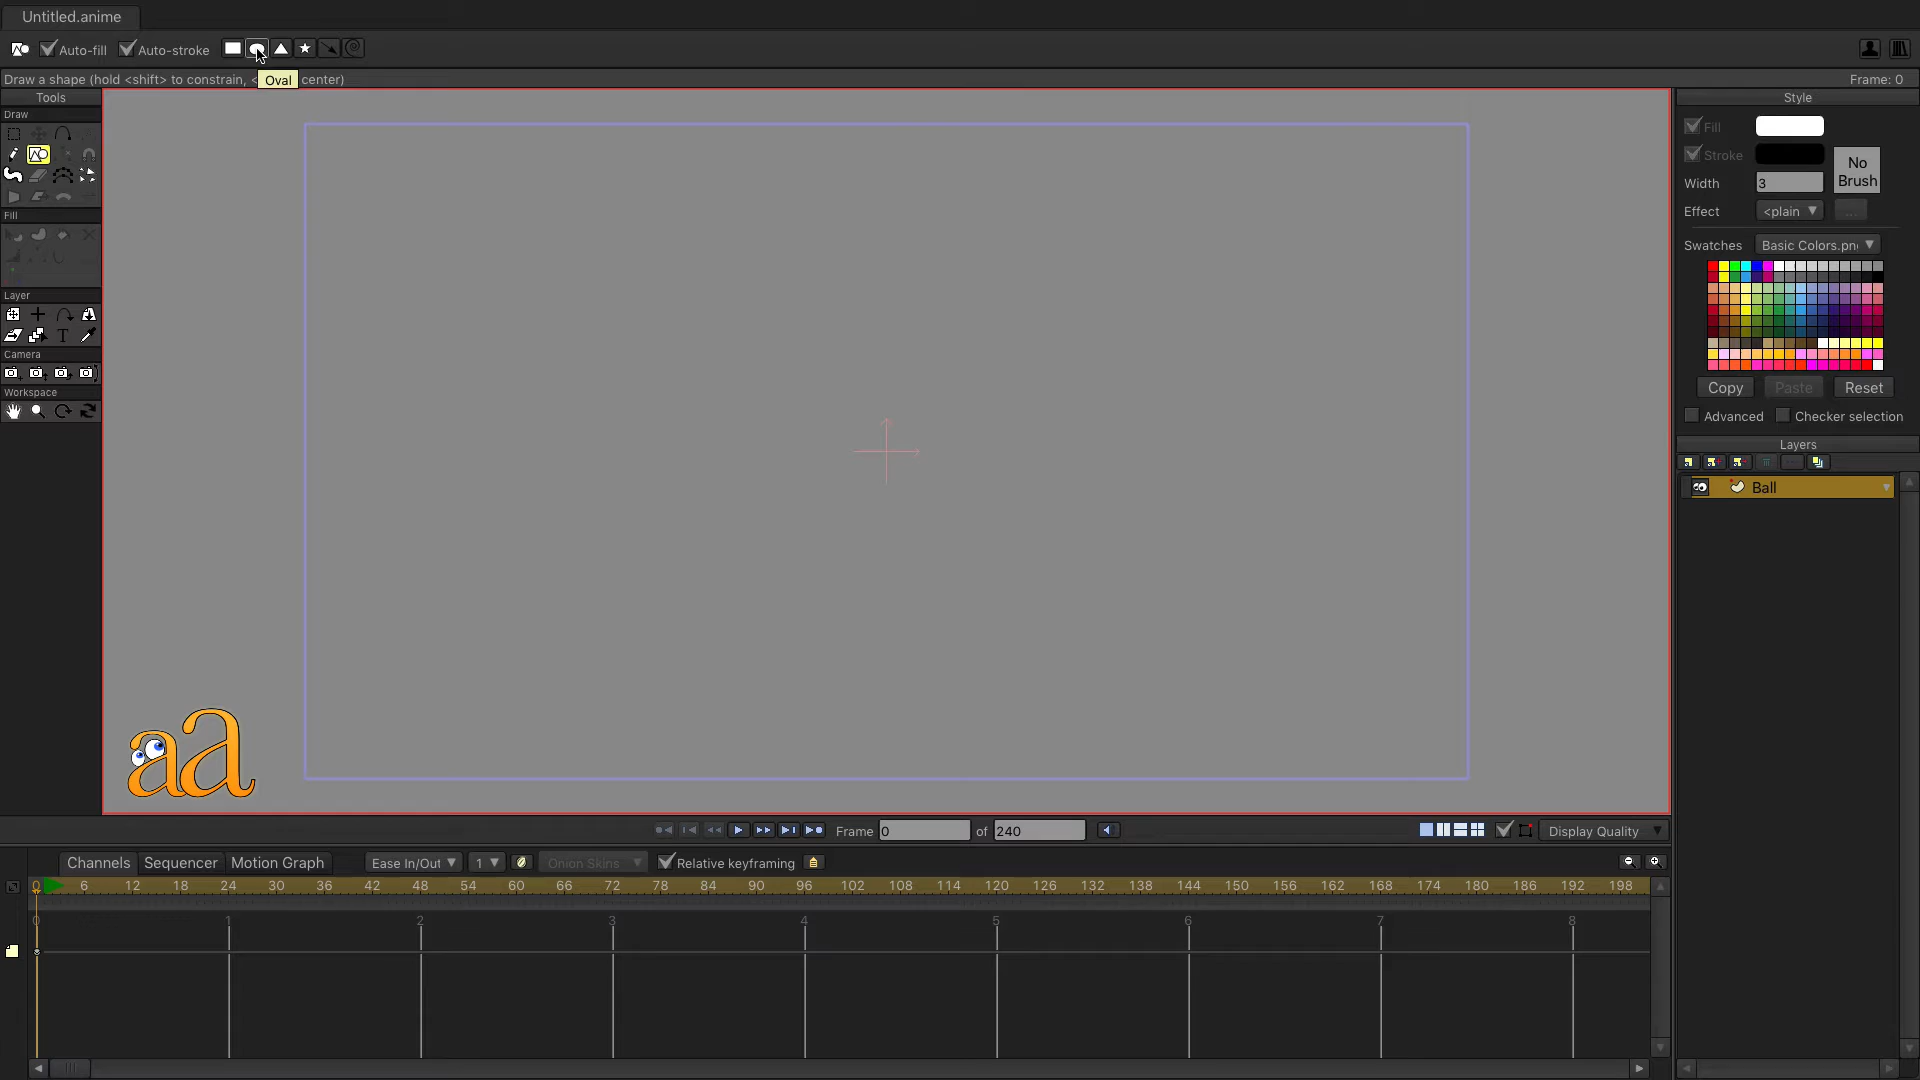 Untitled.anime
Auto-fill Auto-stroke
Draw a shape (hold <shift> to constrain, < Oval center) Frame: 0
Tools
Draw
Fill
Layer
T
Camera
Workspace
aa
Style
Fill
Stroke
No
Brush
Width 3
Effect <plain ...
Swatches Basic Colors.pn
Copy Paste Reset
Advanced Checker selection
Layers
Ball
Frame 0 of 240 Display Quality
Channels Sequencer Motion Graph Ease In/Out 1 Onion Skins Relative keyframing
0 6 12 18 24 30 36 42 48 54 60 66 72 78 84 90 96 102 108 114 120 126 132 138 144 150 156 162 168 174 180 186 192 198
0 1 2 3 4 5 6 7 8